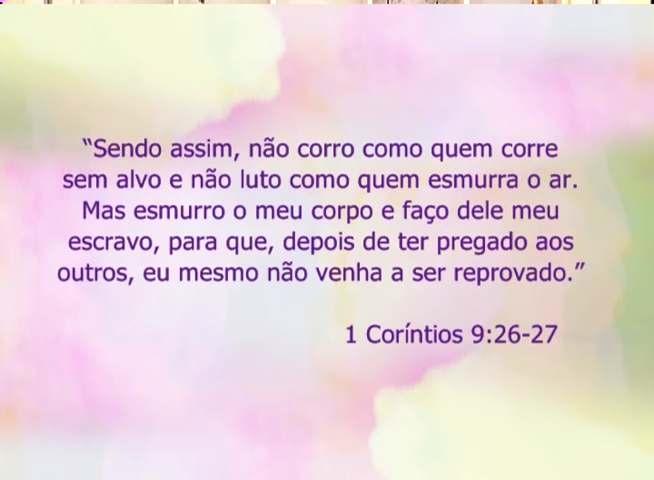 “Sendo assim, não corro como quem corre
sem alvo e não luto como quem esmurra o ar.
Mas esmurro o meu corpo e faço dele meu
escravo, para que, depois de ter pregado aos
outros, eu mesmo não venha a ser reprovado.”
1 Coríntios 9:26-27